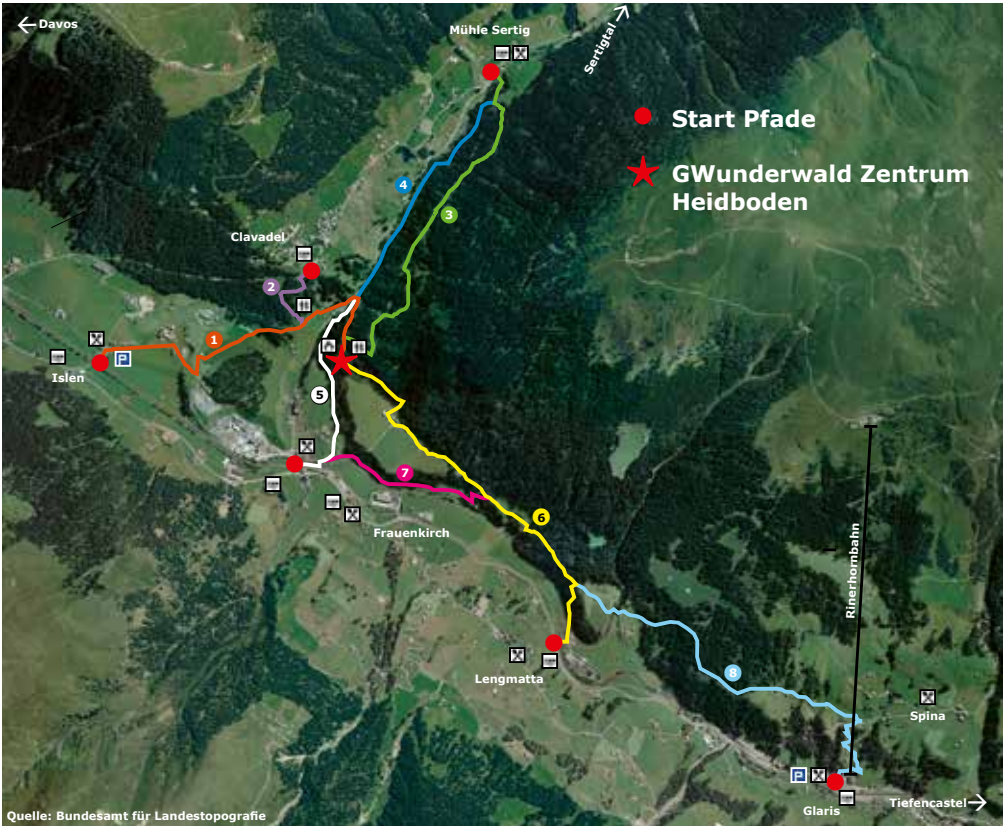 ← Davos
Mühle Sertig
Sertigtal →
Start Pfade
GWunderwald Zentrum
Heidboden
4
3
Clavadel
2
1
P
Islen
5
7
Frauenkirch
6
Rinerhornbahn
Lengmatta
8
Spina
P
Glaris
Tiefencastel →
Quelle: Bundesamt für Landestopografie